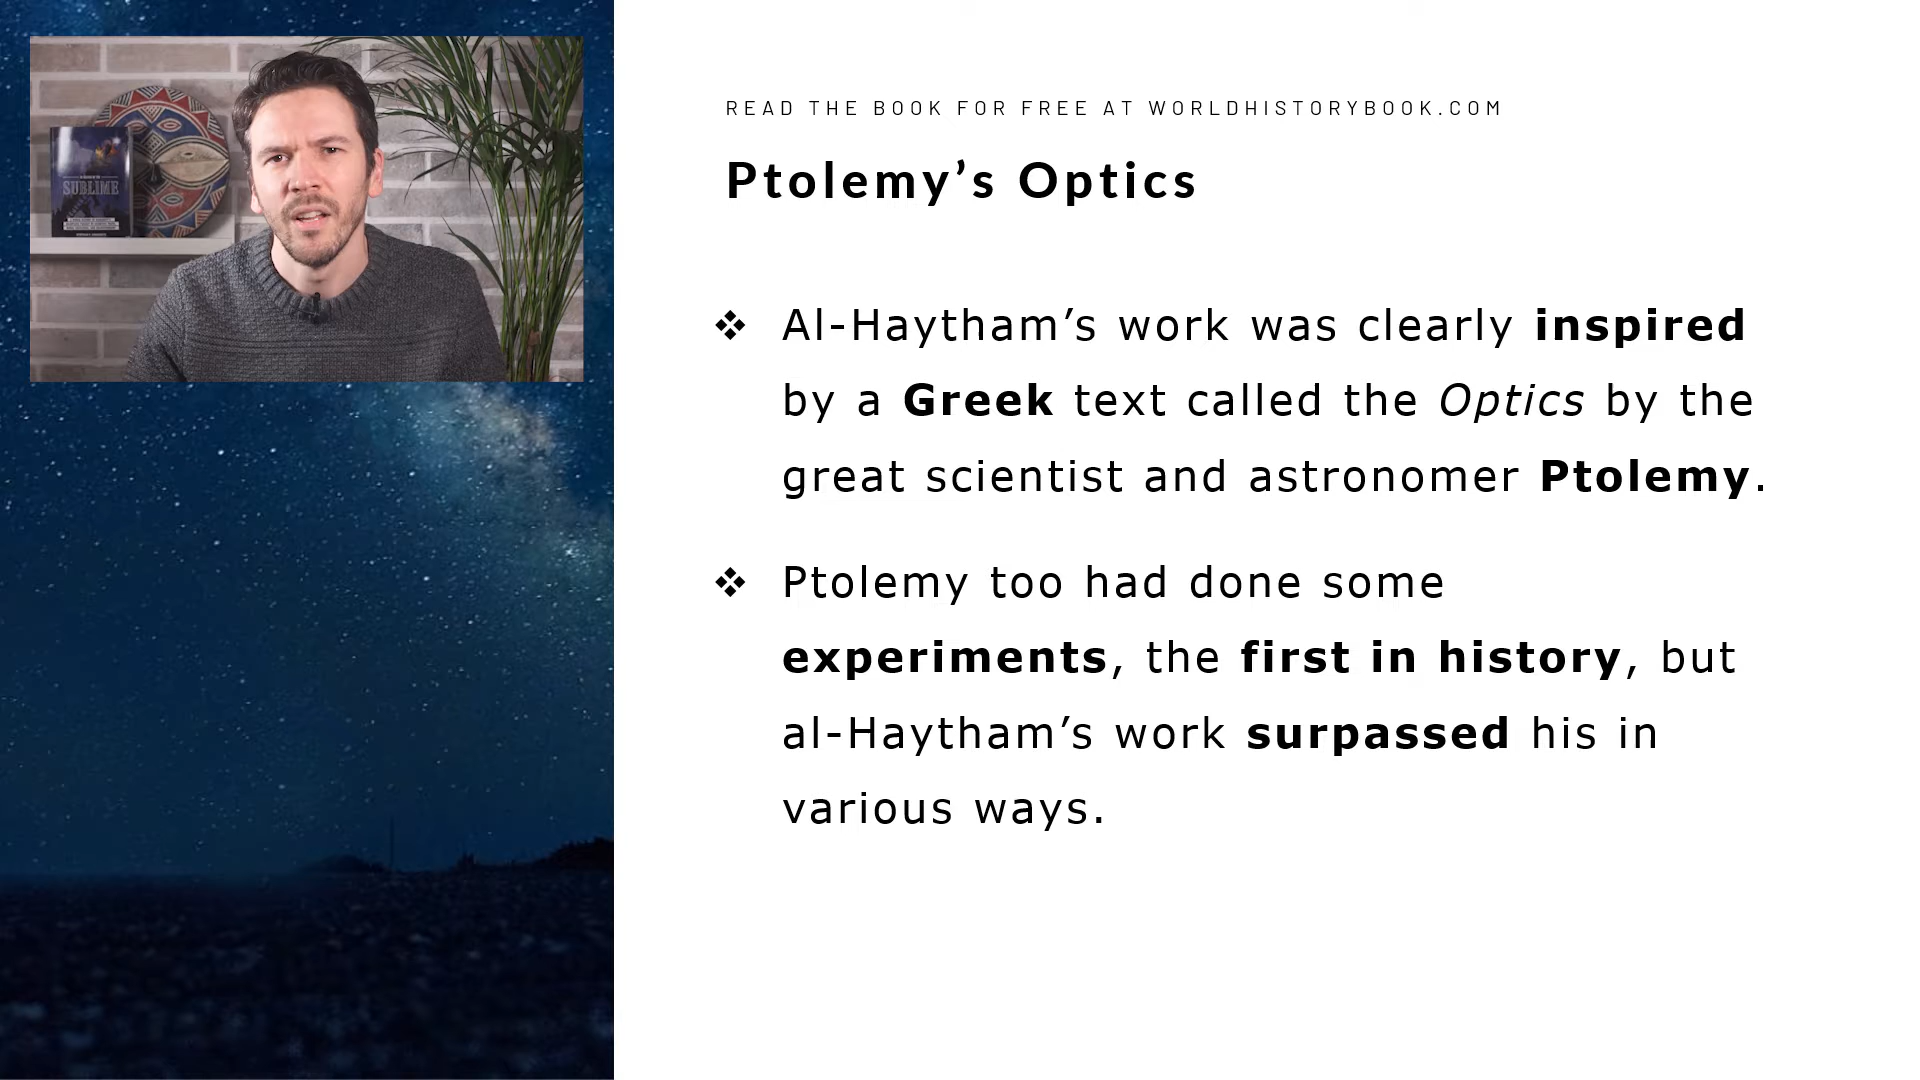 READ THE BOOK FOR FREE AT WORLDHISTORYBOOK.COM
Ptolemy’s Optics
❖ Al-Haytham’s work was clearly inspired
by a Greek text called the Optics by the
great scientist and astronomer Ptolemy.
❖ Ptolemy too had done some
experiments, the first in history, but
al-Haytham’s work surpassed his in
various ways.
SUBLIME